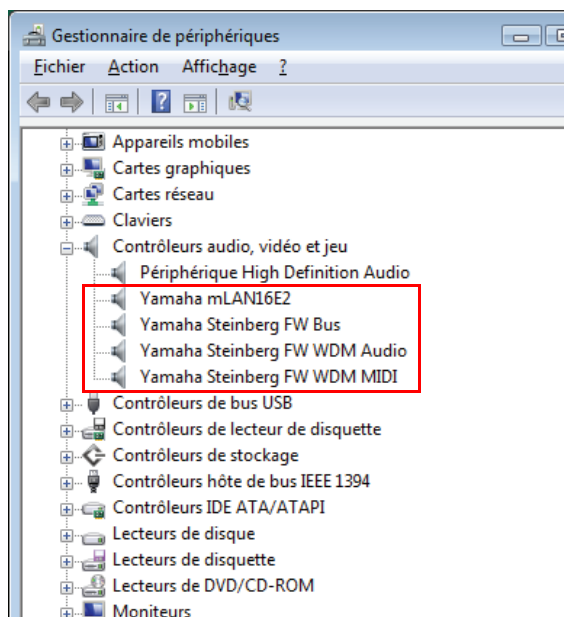 Gestionnaire de périphériques
Fichier Action Affichage ?
Appareils mobiles
Cartes graphiques
Cartes réseau
Claviers
Contrôleurs audio, vidéo et jeu
Périphérique High Definition Audio
Yamaha mLAN16E2
Yamaha Steinberg FW Bus
Yamaha Steinberg FW WDM Audio
Yamaha Steinberg FW WDM MIDI
Contrôleurs de bus USB
Contrôleurs de lecteur de disquette
Contrôleurs de stockage
Contrôleurs hôte de bus IEEE 1394
Contrôleurs IDE ATA/ATAPI
Lecteurs de disque
Lecteurs de disquette
Lecteurs de DVD/CD-ROM
Moniteurs